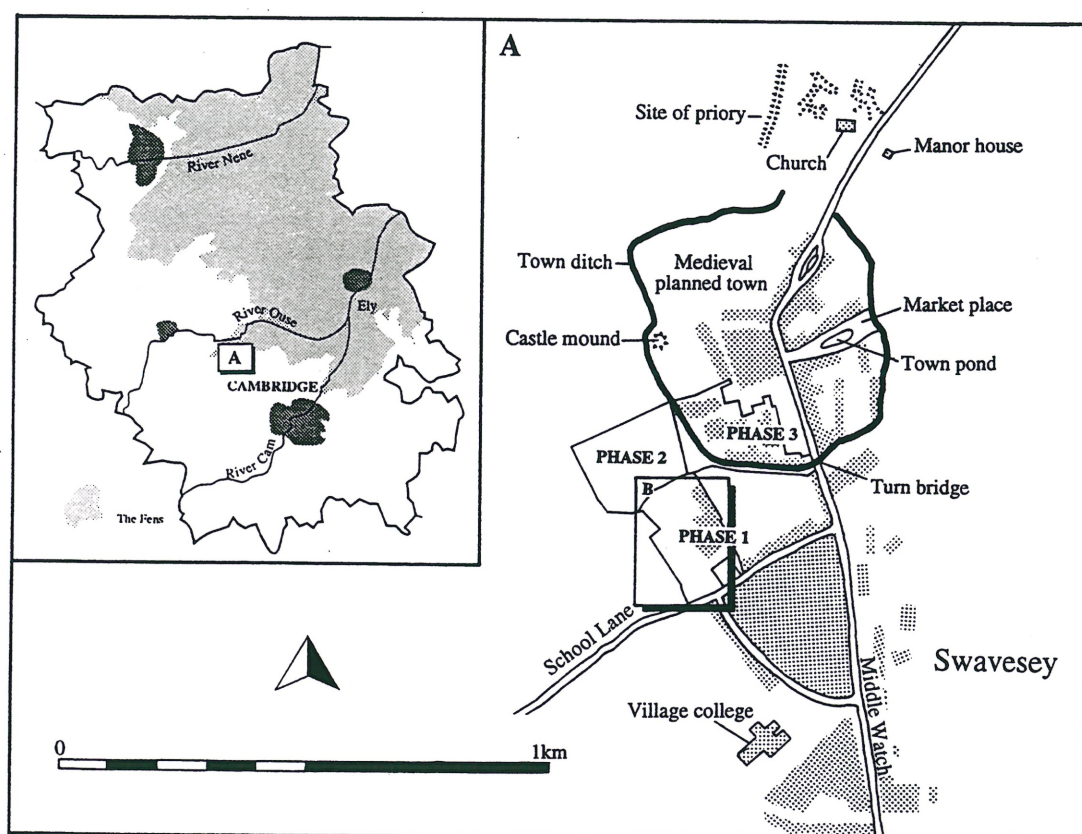 River Nene
River Ouse
Ely
A
CAMBRIDGE
River Cam
The Fens
0
1km
A
Site of priory
Church
Manor house
Town ditch
Medieval
planned town
Market place
Castle mound
Town pond
PHASE 3
PHASE 2
Turn bridge
B
PHASE 1
School Lane
Swavesey
Middle Watch
Village college